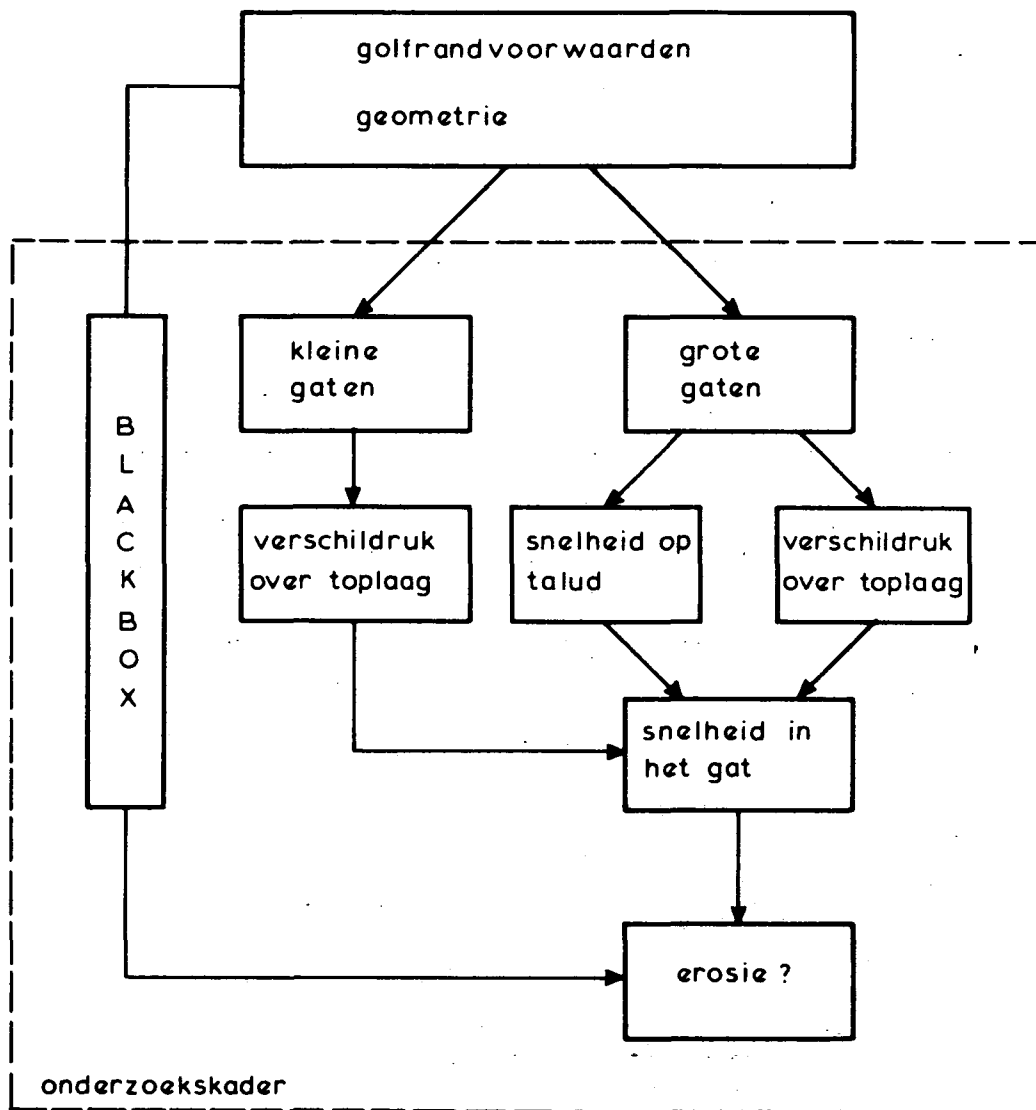 golfrandvoorwaarden
geometrie
kleine
gaten
grote
gaten
B
L
A
C
K
B
O
X
verschildruk
over toplaag
snelheid op
talud
verschildruk
over toplaag
snelheid in
het gat
erosie ?
onderzoekskader